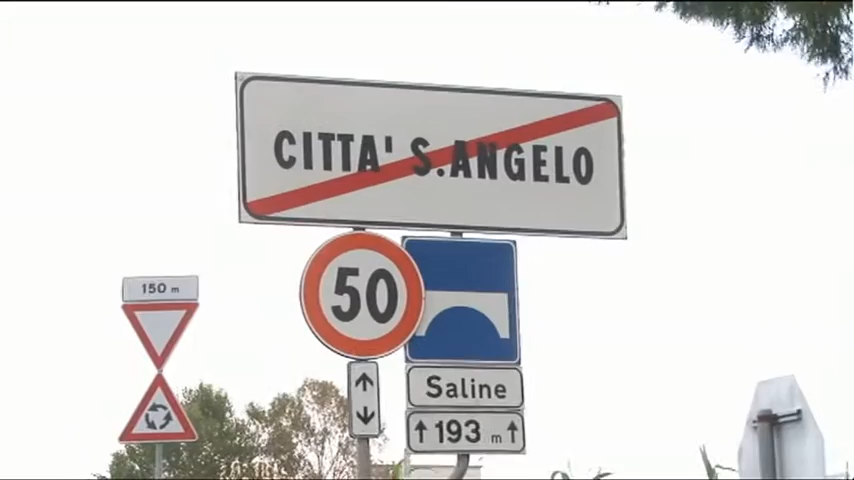 CITTA' S.ANGELO
150 m
50
Saline
193 m